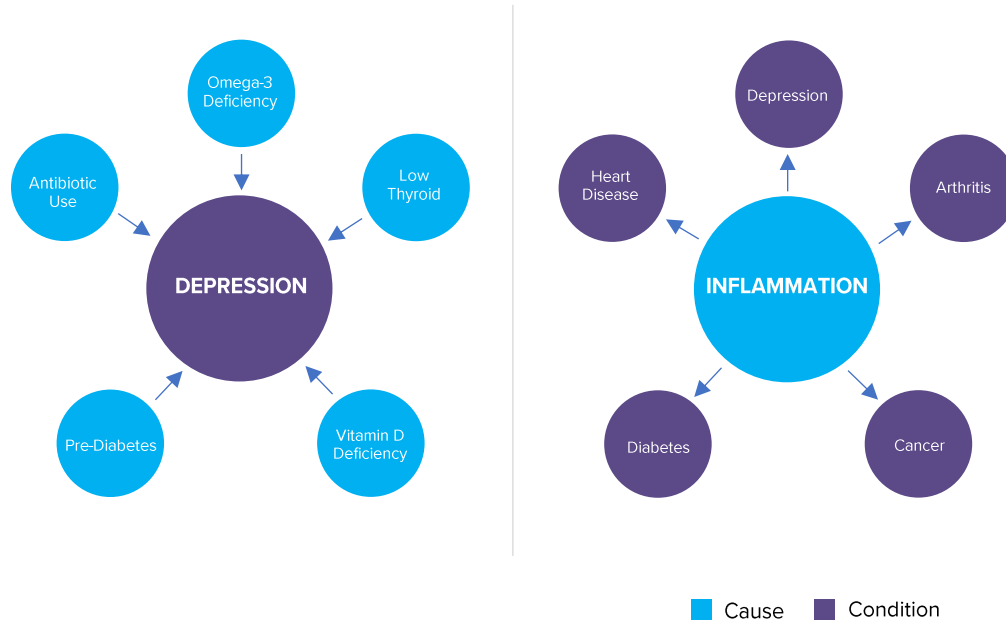 Omega-3
Deficiency
Antibiotic
Use
Low
Thyroid
DEPRESSION
Pre-Diabetes
Vitamin D
Deficiency
Depression
Heart
Disease
Arthritis
INFLAMMATION
Diabetes
Cancer
Cause
Condition